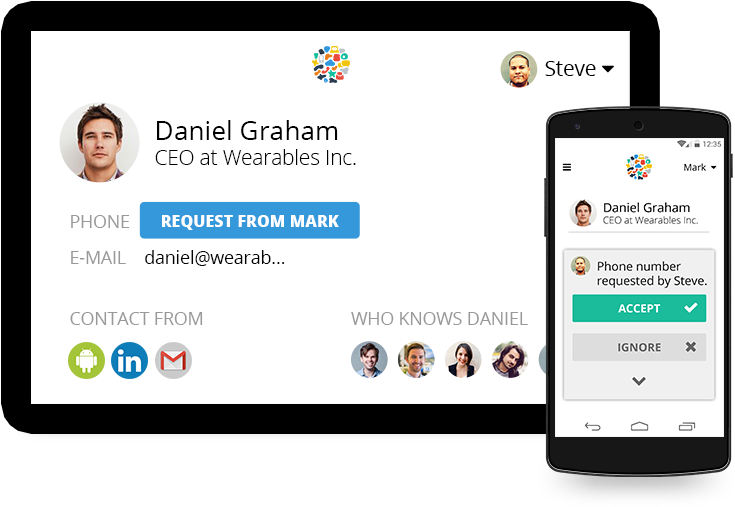 Steve
Daniel Graham
CEO at Wearables Inc.
PHONE REQUEST FROM MARK
E-MAIL daniel@wearab...
CONTACT FROM
WHO KNOWS DANIEL
in
12:35
Mark
Daniel Graham
CEO at Wearables Inc.
Phone number
requested by Steve.
ACCEPT
IGNORE